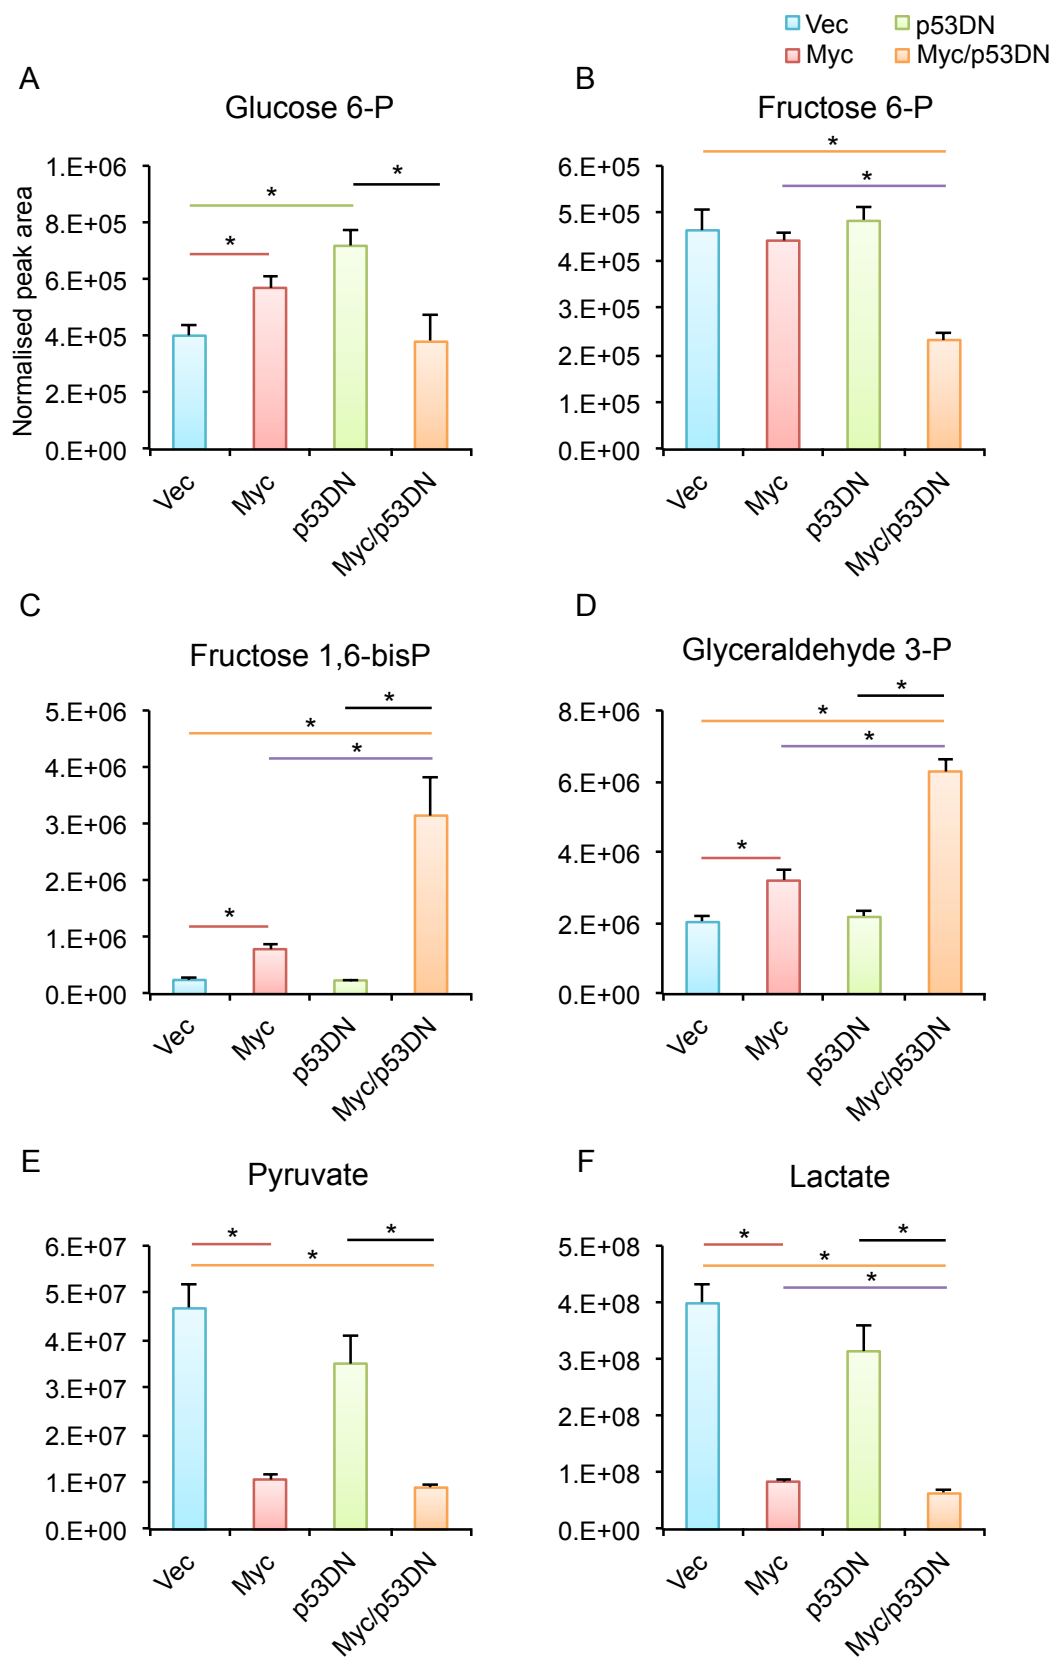 Vec
p53DN
Myc
Myc/p53DN
A
Glucose 6-P
*
*
*
Normalised peak area
1.E+06
8.E+05
6.E+05
4.E+05
2.E+05
0.E+00
Vec
Myc
p53DN
Myc/p53DN
B
Fructose 6-P
*
*
6.E+05
5.E+05
4.E+05
3.E+05
2.E+05
1.E+05
0.E+00
Vec
Myc
p53DN
Myc/p53DN
C
Fructose 1,6-bisP
*
*
*
*
5.E+06
4.E+06
3.E+06
2.E+06
1.E+06
0.E+00
Vec
Myc
p53DN
Myc/p53DN
D
Glyceraldehyde 3-P
*
*
*
*
8.E+06
6.E+06
4.E+06
2.E+06
0.E+00
Vec
Myc
p53DN
Myc/p53DN
E
Pyruvate
*
*
*
6.E+07
5.E+07
4.E+07
3.E+07
2.E+07
1.E+07
0.E+00
Vec
Myc
p53DN
Myc/p53DN
F
Lactate
*
*
*
*
5.E+08
4.E+08
3.E+08
2.E+08
1.E+08
0.E+00
Vec
Myc
p53DN
Myc/p53DN